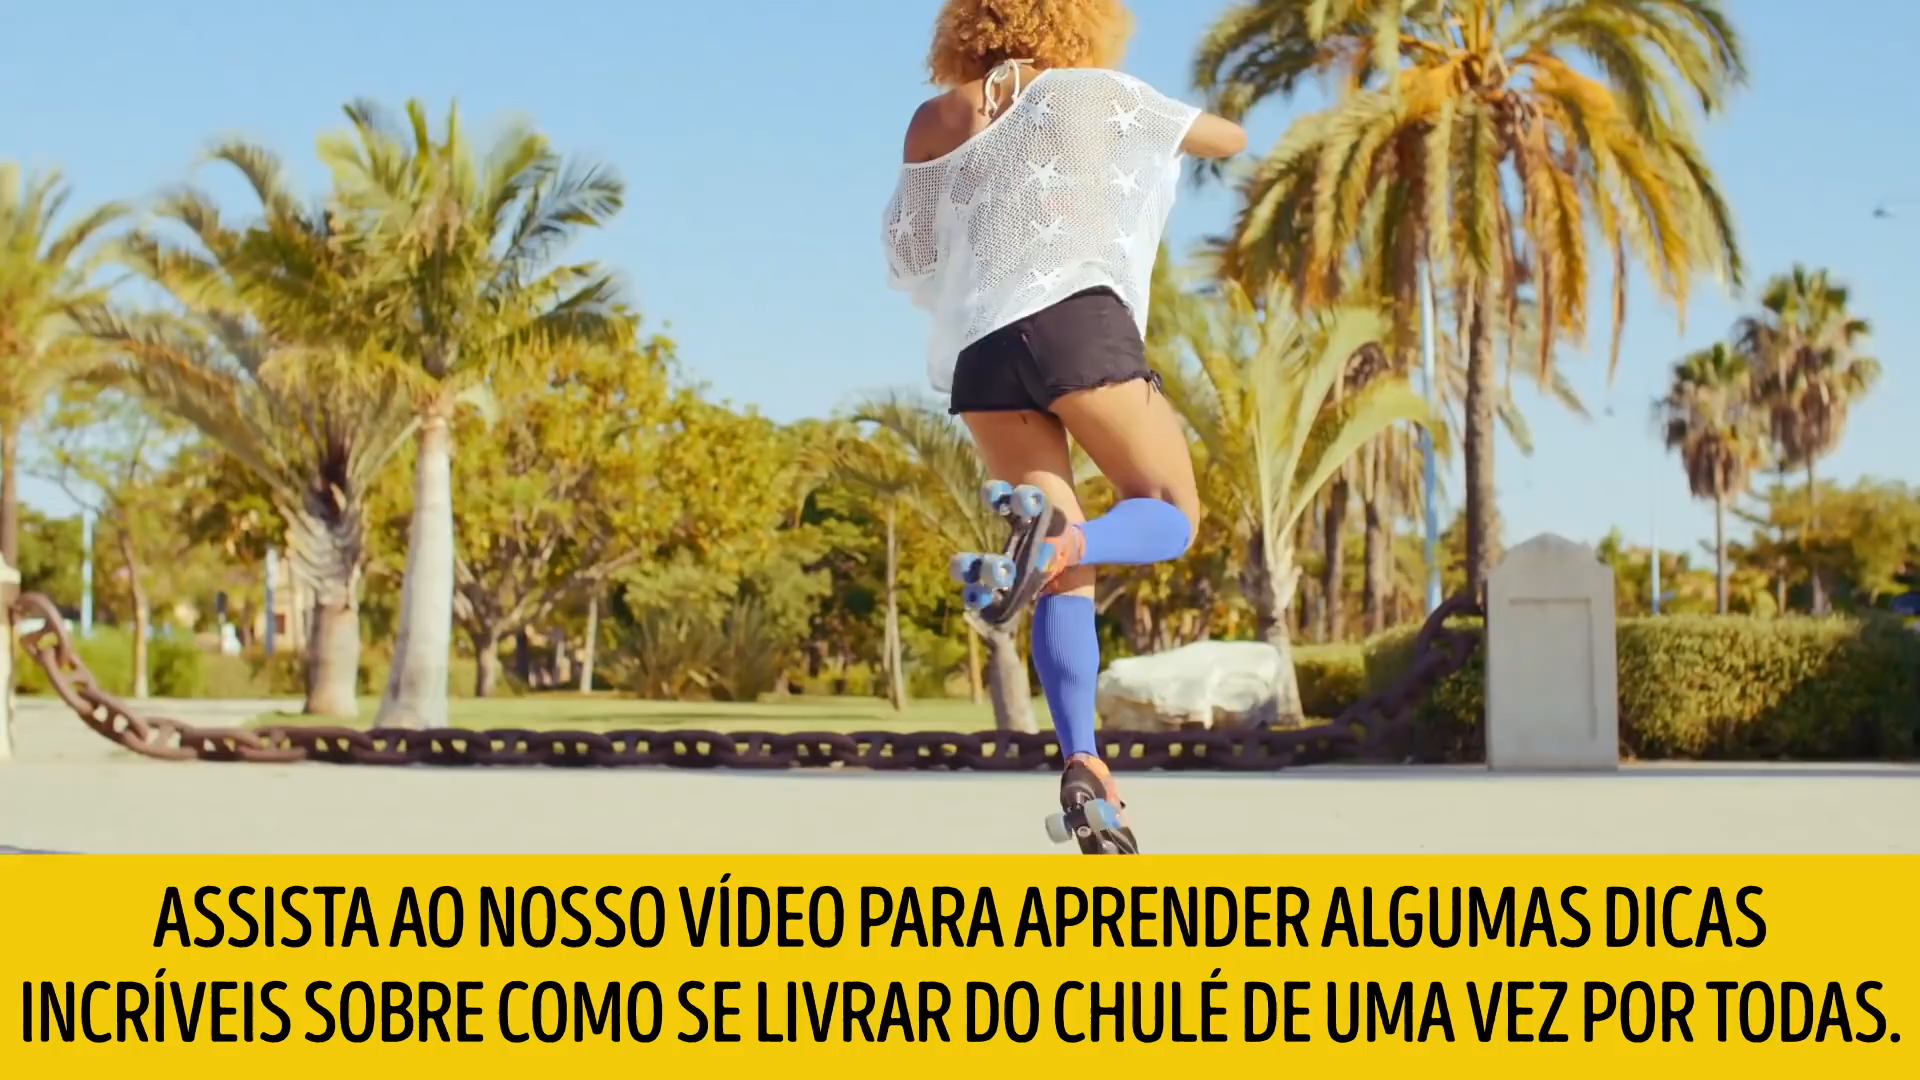 ASSISTA AO NOSSO VÍDEO PARA APRENDER ALGUMAS DICAS
INCRÍVEIS SOBRE COMO SE LIVRAR DO CHULÉ DE UMA VEZ POR TODAS.